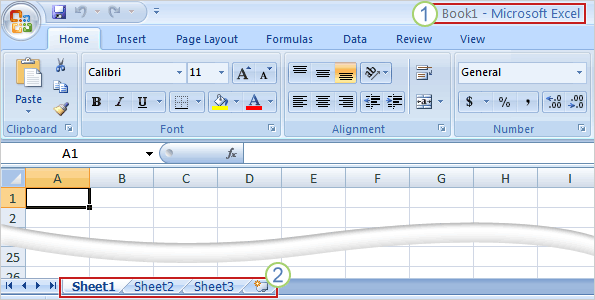 1 Book1 - Microsoft Excel
Home Insert Page Layout Formulas Data Review View
Calibri 11 A A General
Paste B I U A $ % , .0 .00 .00 .0
Clipboard Font Alignment Number
A1 fx
A B C D E F G H I
1
2
25
26
2
Sheet1 Sheet2 Sheet3